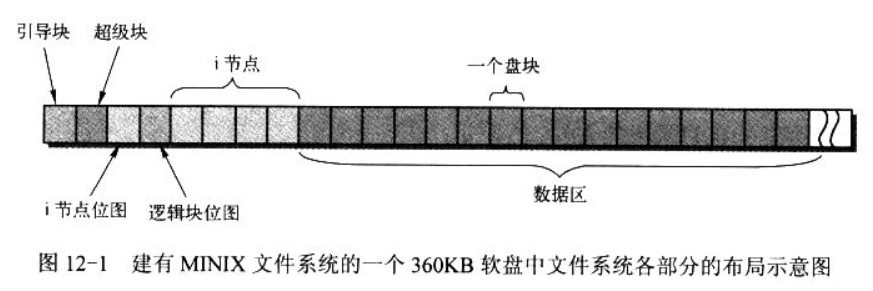 引导块 超级块
i 节点
一个盘块
数据区
i 节点位图 逻辑块位图
图 12-1 建有 MINIX 文件系统的一个 360KB 软盘中文件系统各部分的布局示意图